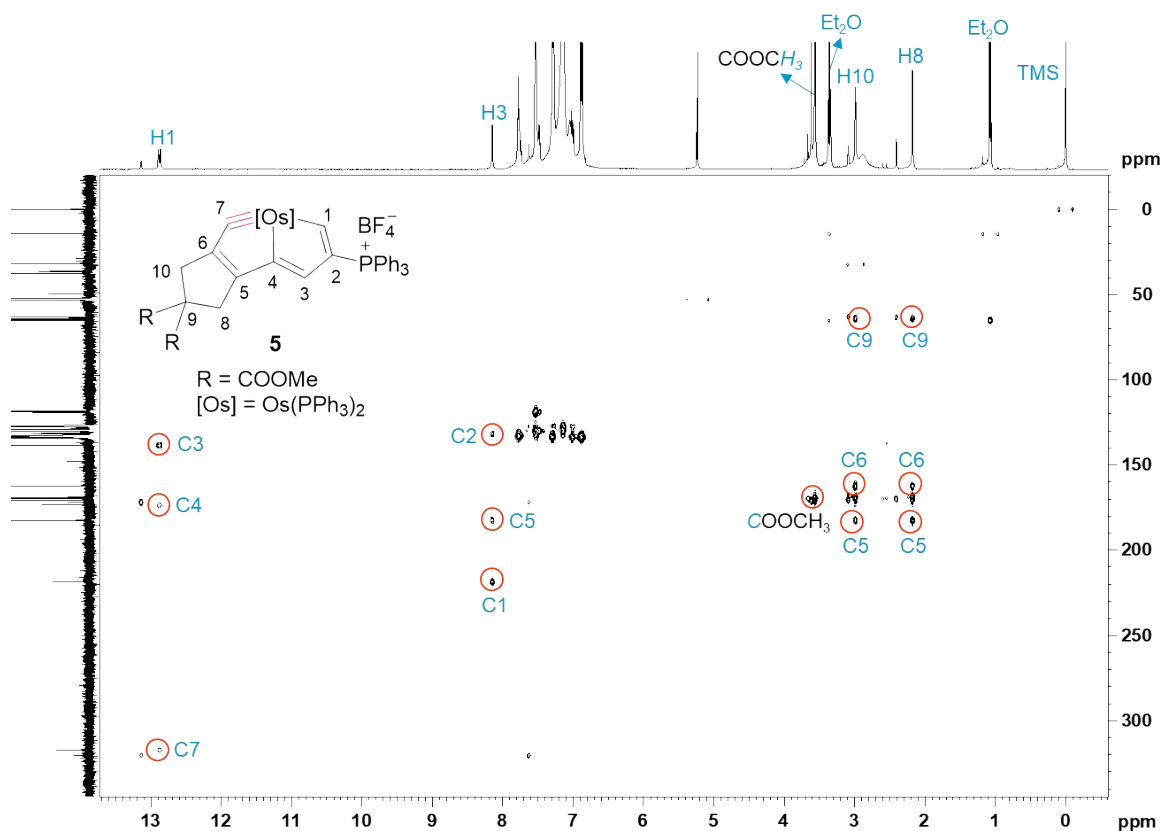 Et₂O
Et₂O
COOCH₃
H10
H8
TMS
H3
H1
ppm
7
[Os]
1
BF₄⁻
6
+
PPh₃
10
5
4
3
2
9
8
R
R
5
R = COOMe
[Os] = Os(PPh₃)₂
0
50
100
150
200
250
300
C9
C9
C3
C2
C6
C6
C4
C5
COOCH₃
C5
C5
C1
C7
13
12
11
10
9
8
7
6
5
4
3
2
1
0
ppm